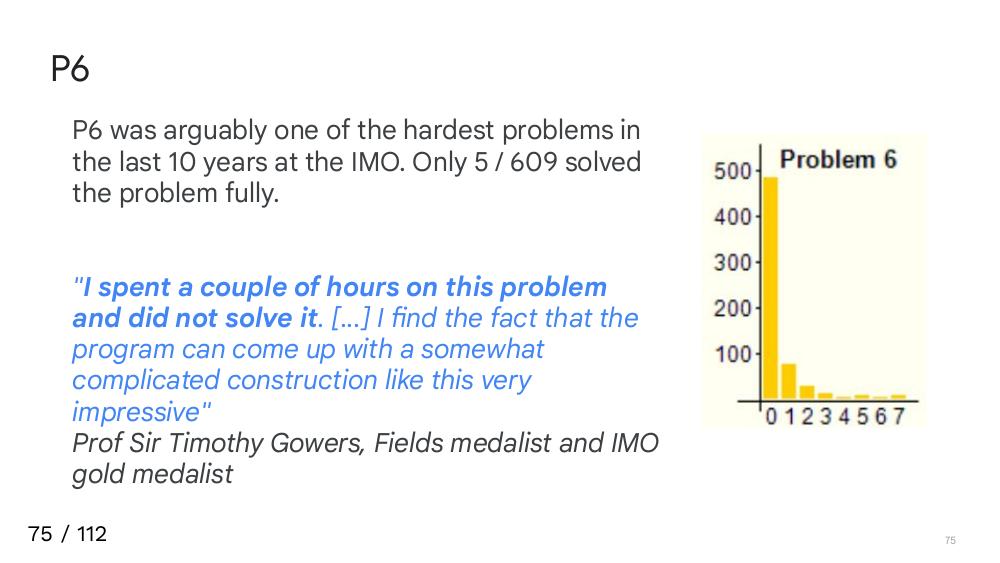 P6
P6 was arguably one of the hardest problems in
the last 10 years at the IMO. Only 5 / 609 solved
the problem fully.
"I spent a couple of hours on this problem
and did not solve it. [...] I find the fact that the
program can come up with a somewhat
complicated construction like this very
impressive"
Prof Sir Timothy Gowers, Fields medalist and IMO
gold medalist
Problem 6
500
400
300
200
100
0 1 2 3 4 5 6 7
75 / 112
75